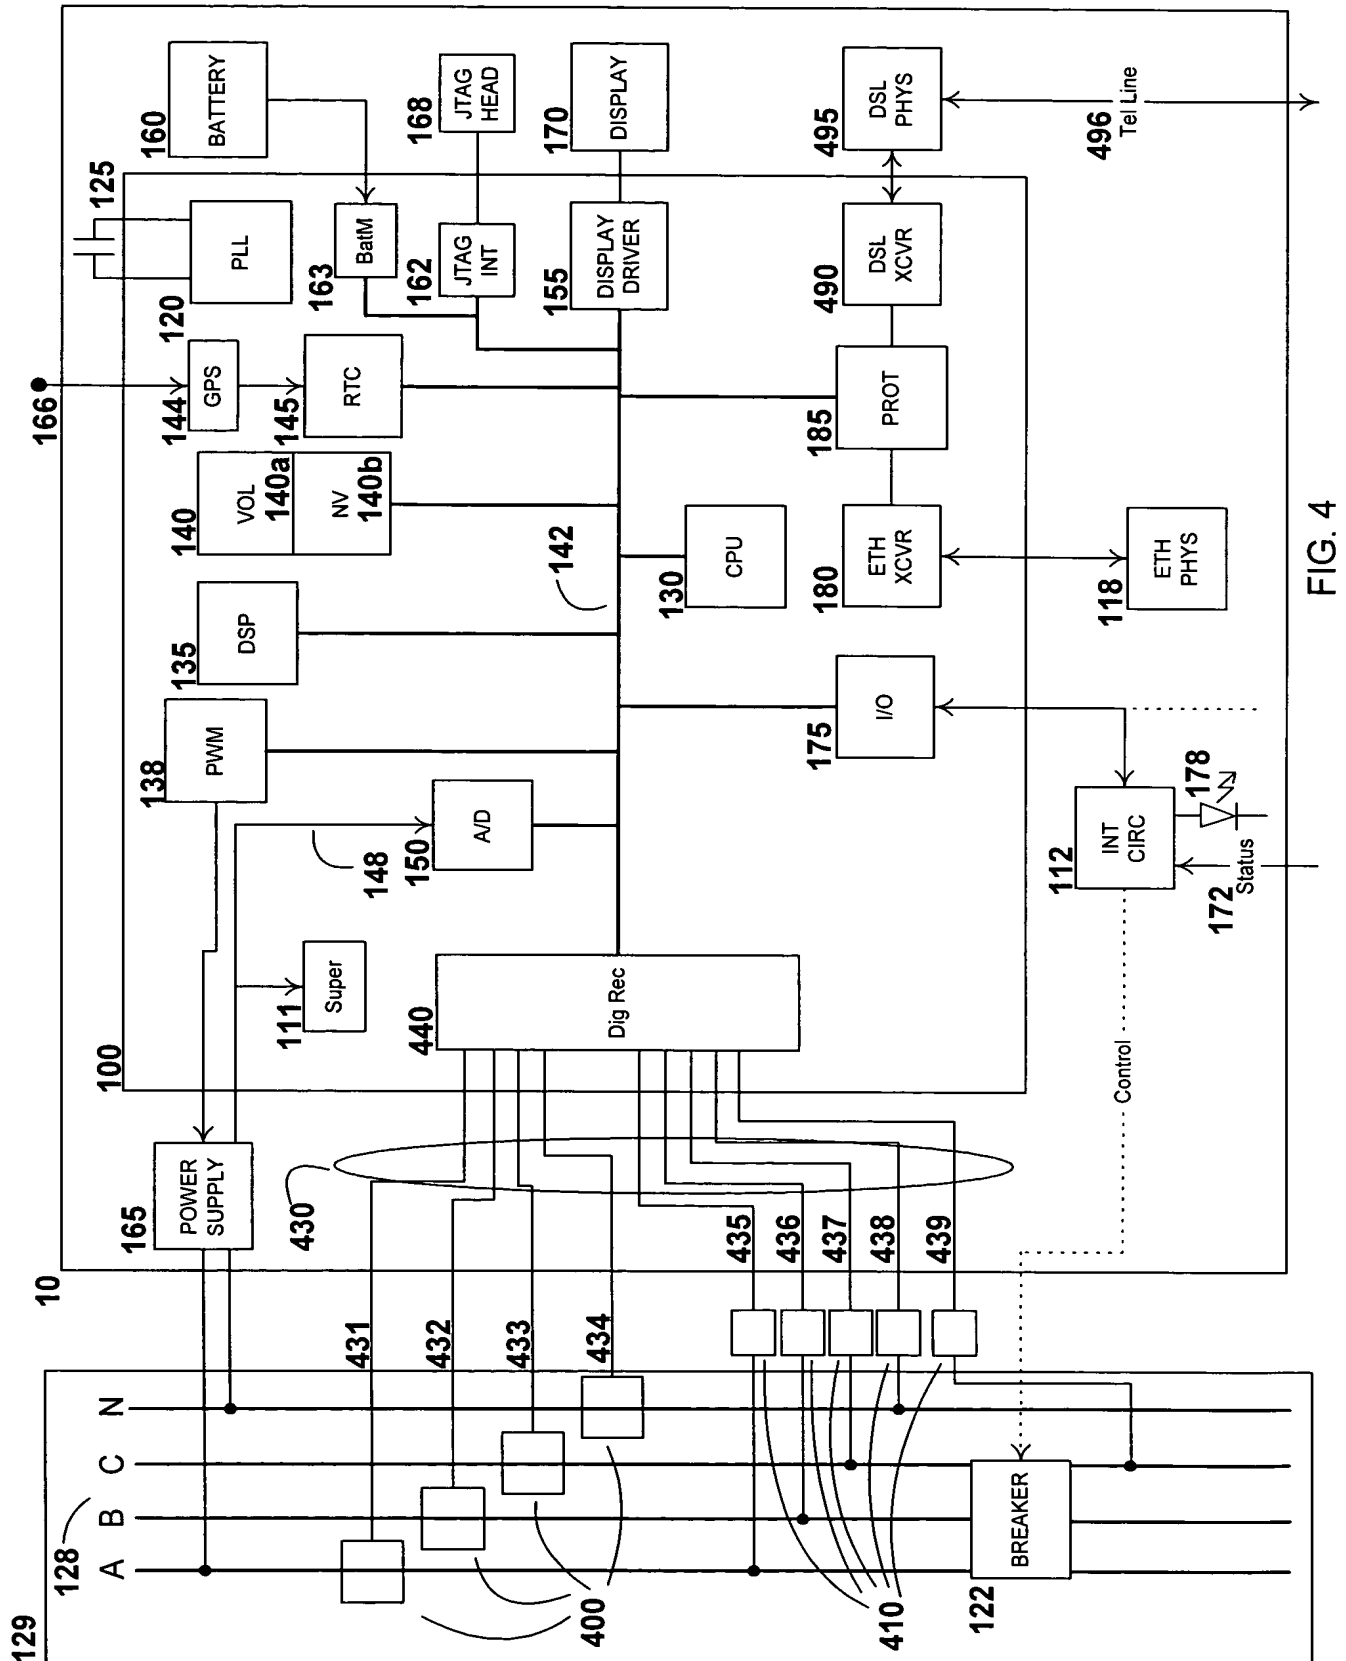 129
128
A
B
C
N
10
165
POWER
SUPPLY
100
111
Super
138
PWM
148
150
A/D
135
DSP
140
VOL
140a
NV
140b
166
144
GPS
145
RTC
120
PLL
125
160
BATTERY
163
BatM
162
JTAG
INT
168
JTAG
HEAD
155
DISPLAY
DRIVER
170
DISPLAY
142
130
CPU
440
Dig Rec
430
431
432
433
434
435
436
437
438
439
400
410
122
BREAKER
Control
175
I/O
112
INT
CIRC
172
Status
178
180
ETH
XCVR
118
ETH
PHYS
185
PROT
490
DSL
XCVR
495
DSL
PHYS
496
Tel Line
FIG. 4